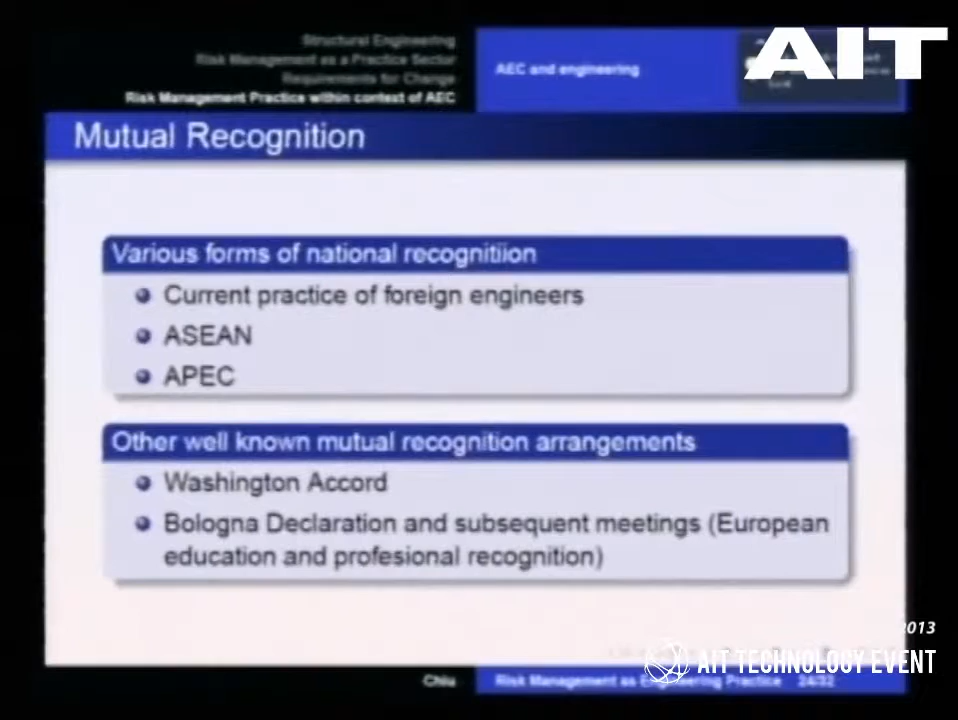 Structural Engineering
Risk Management as a Practice Sector
Requirements for Change
Risk Management Practice within context of AEC
AEC and engineering
AIT
Mutual Recognition
Various forms of national recognitiion
Current practice of foreign engineers
ASEAN
APEC
Other well known mutual recognition arrangements
Washington Accord
Bologna Declaration and subsequent meetings (European
education and profesional recognition)
2013
AIT TECHNOLOGY EVENT
Chiu
Risk Management as Engineering Practice 24/32